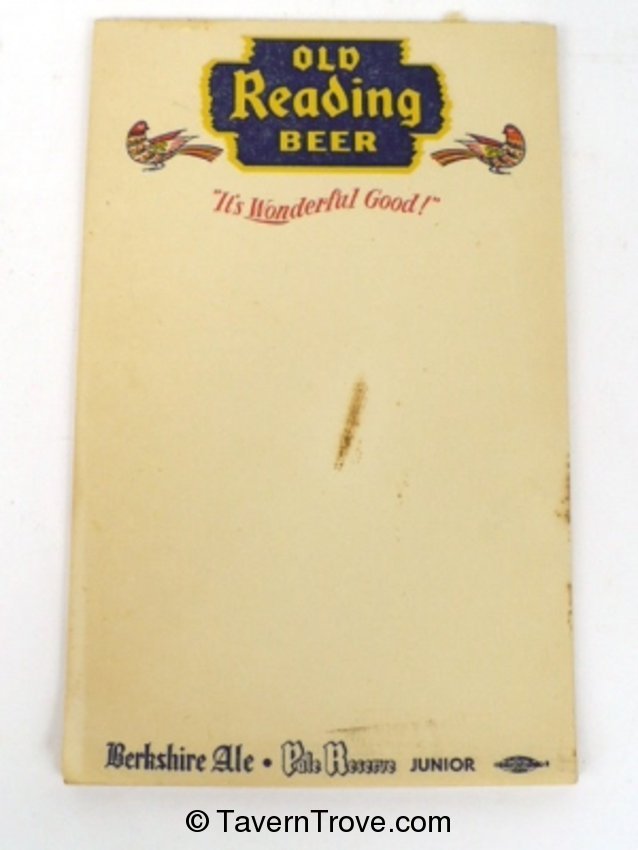 OLD
Reading
BEER
"It's Wonderful Good!"
Berkshire Ale • Pale Reserve JUNIOR
© TavernTrove.com